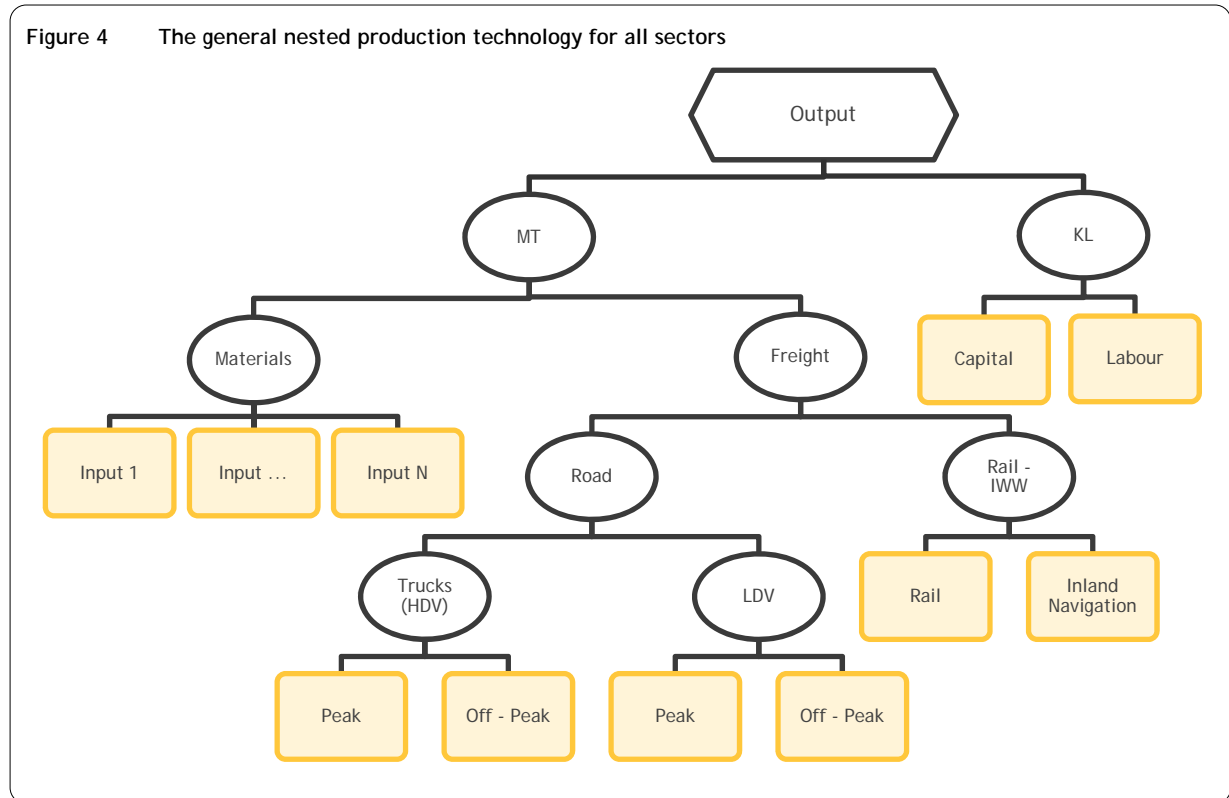 Figure 4 The general nested production technology for all sectors
Output
MT
KL
Materials
Freight
Capital
Labour
Input 1
Input …
Input N
Road
Rail -
IWW
Trucks
(HDV)
LDV
Rail
Inland
Navigation
Peak
Off - Peak
Peak
Off - Peak